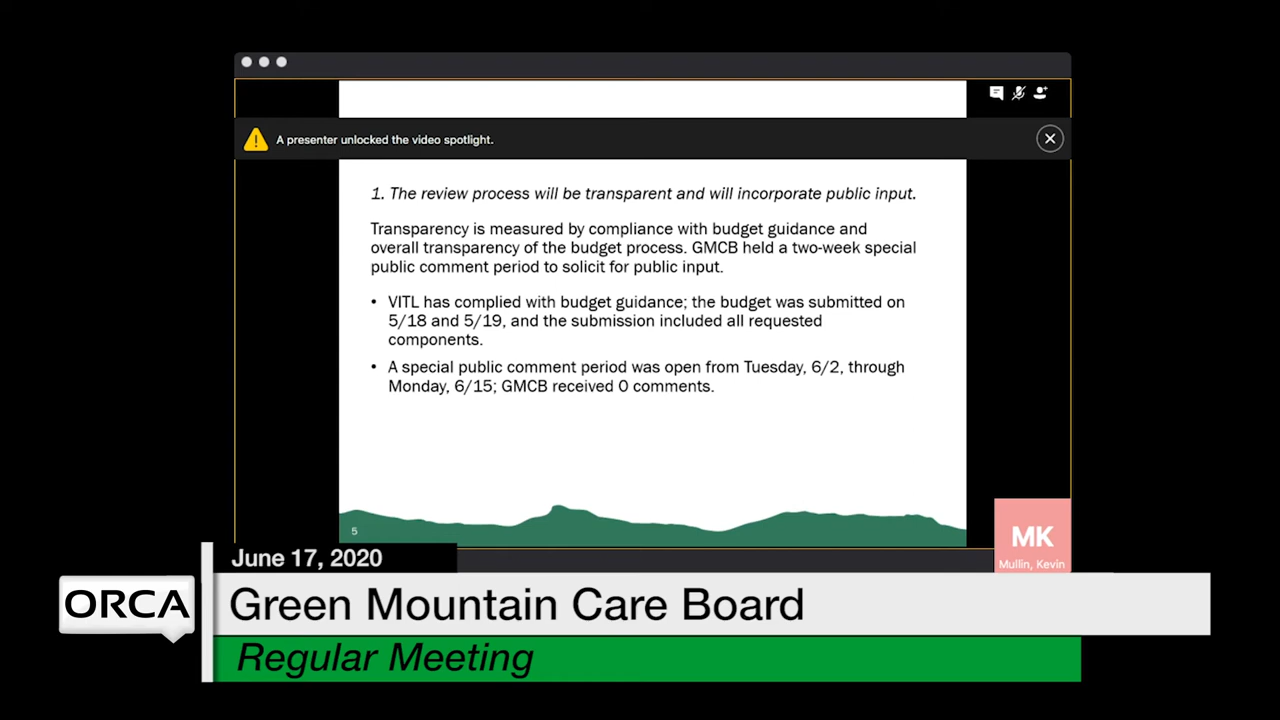 A presenter unlocked the video spotlight.
1. The review process will be transparent and will incorporate public input.
Transparency is measured by compliance with budget guidance and
overall transparency of the budget process. GMCB held a two-week special
public comment period to solicit for public input.
• VITL has complied with budget guidance; the budget was submitted on
5/18 and 5/19, and the submission included all requested
components.
• A special public comment period was open from Tuesday, 6/2, through
Monday, 6/15; GMCB received 0 comments.
5
MK
Mullin, Kevin
June 17, 2020
ORCA
Green Mountain Care Board
Regular Meeting